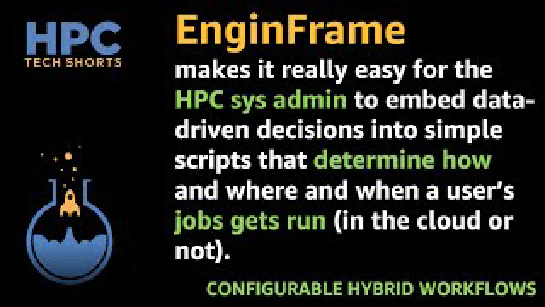 HPC
TECH SHORTS
EnginFrame
makes it really easy for the
HPC sys admin to embed data-
driven decisions into simple
scripts that determine how
and where and when a user's
jobs gets run (in the cloud or
not).
CONFIGURABLE HYBRID WORKFLOWS